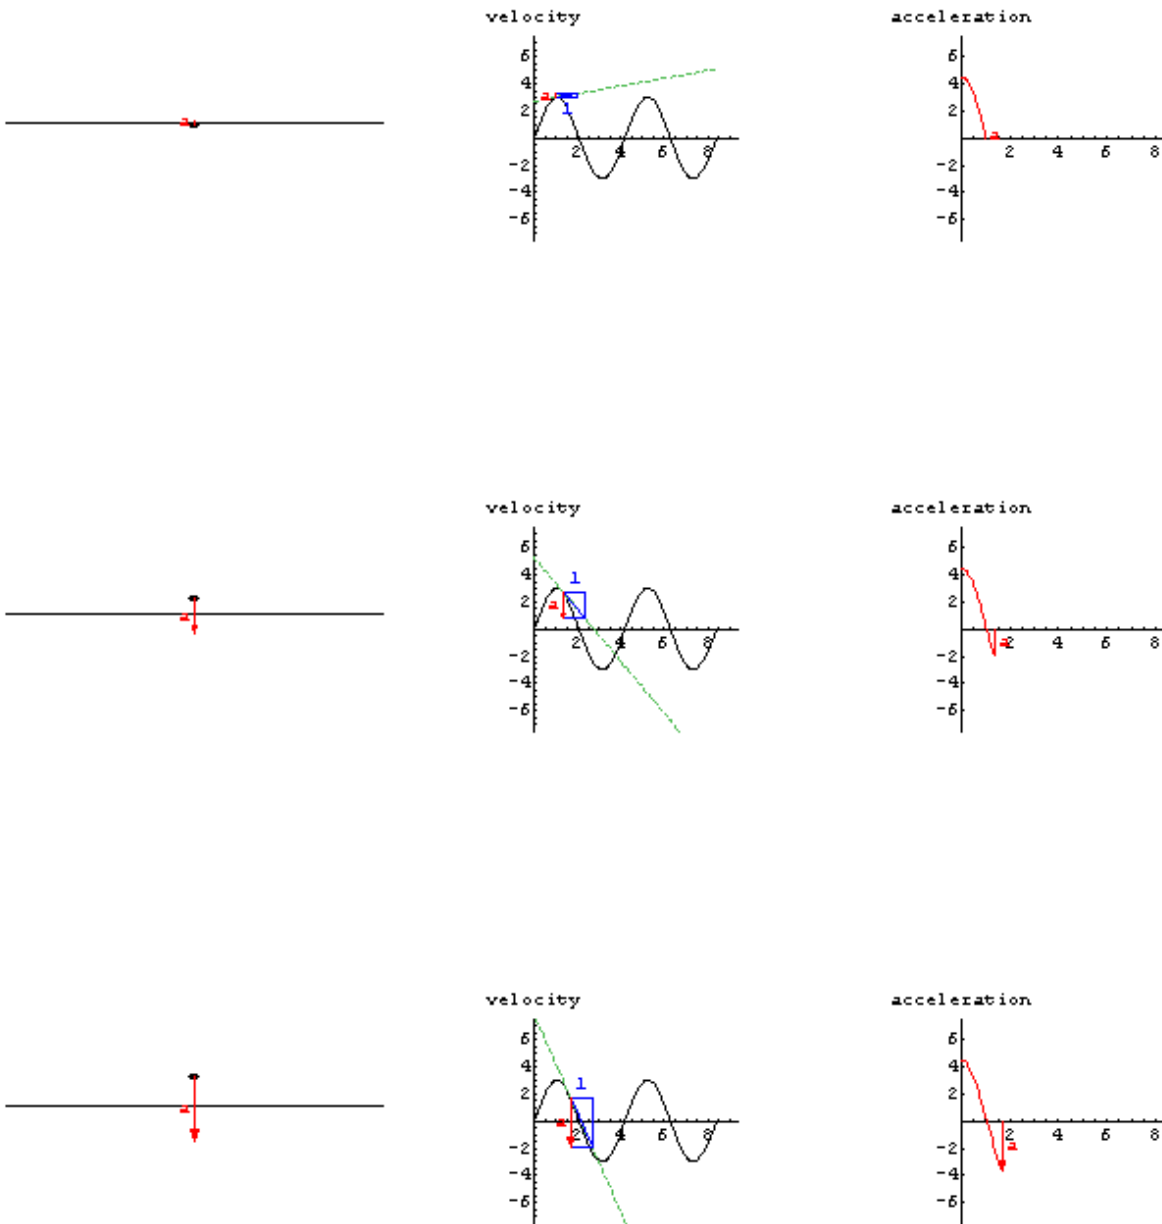 velocity acceleration
6 6
4 4
a a
2 1 2
a
2 4 6 8 2 4 6 8
-2 -2
-4 -4
-6 -6
velocity acceleration
6 6
4 1 4
2 a 2
a
2 4 6 8 a 2 4 6 8
-2 -2
-4 -4
-6 -6
velocity acceleration
6 6
4 4
2 1 2
a a
2 4 6 8 2 4 6 8
-2 -2 a
-4 -4
-6 -6